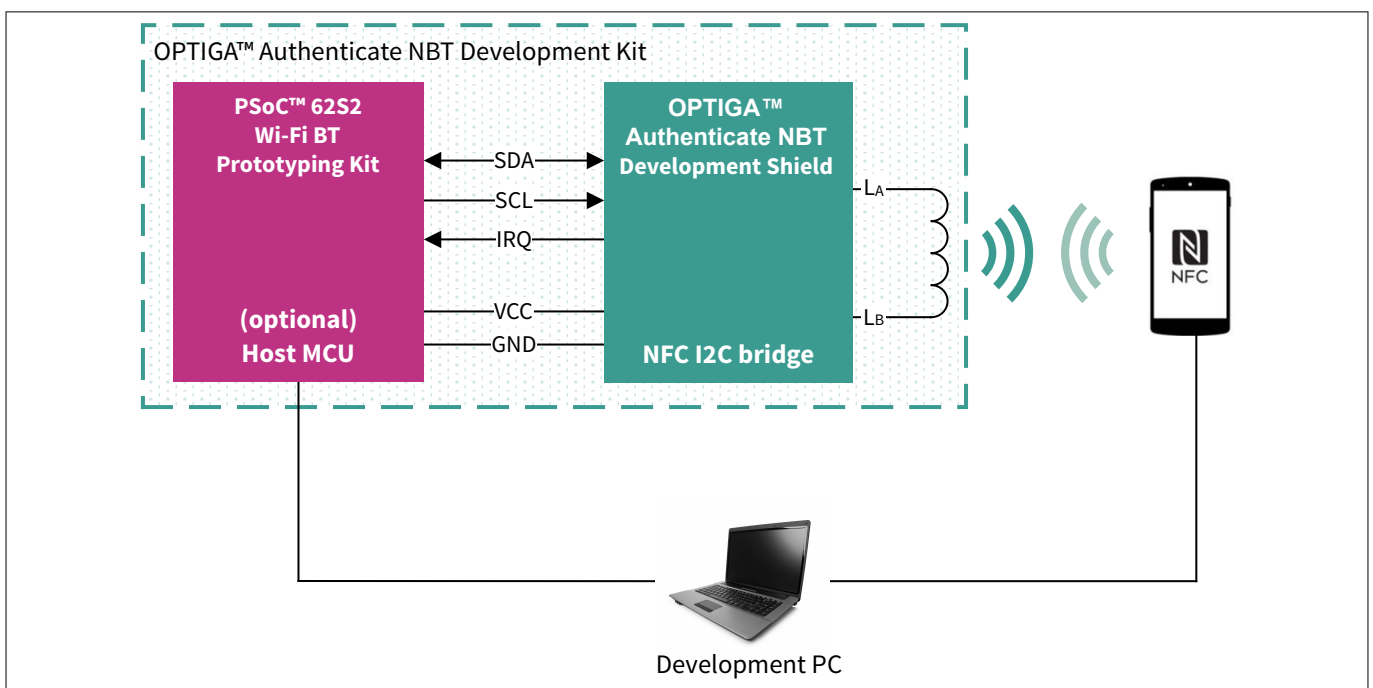 OPTIGA™ Authenticate NBT Development Kit
PSoC™ 62S2
Wi-Fi BT
Prototyping Kit
(optional)
Host MCU
SDA
SCL
IRQ
VCC
GND
OPTIGA™
Authenticate NBT
Development Shield
NFC I2C bridge
LA
LB
NFC
Development PC